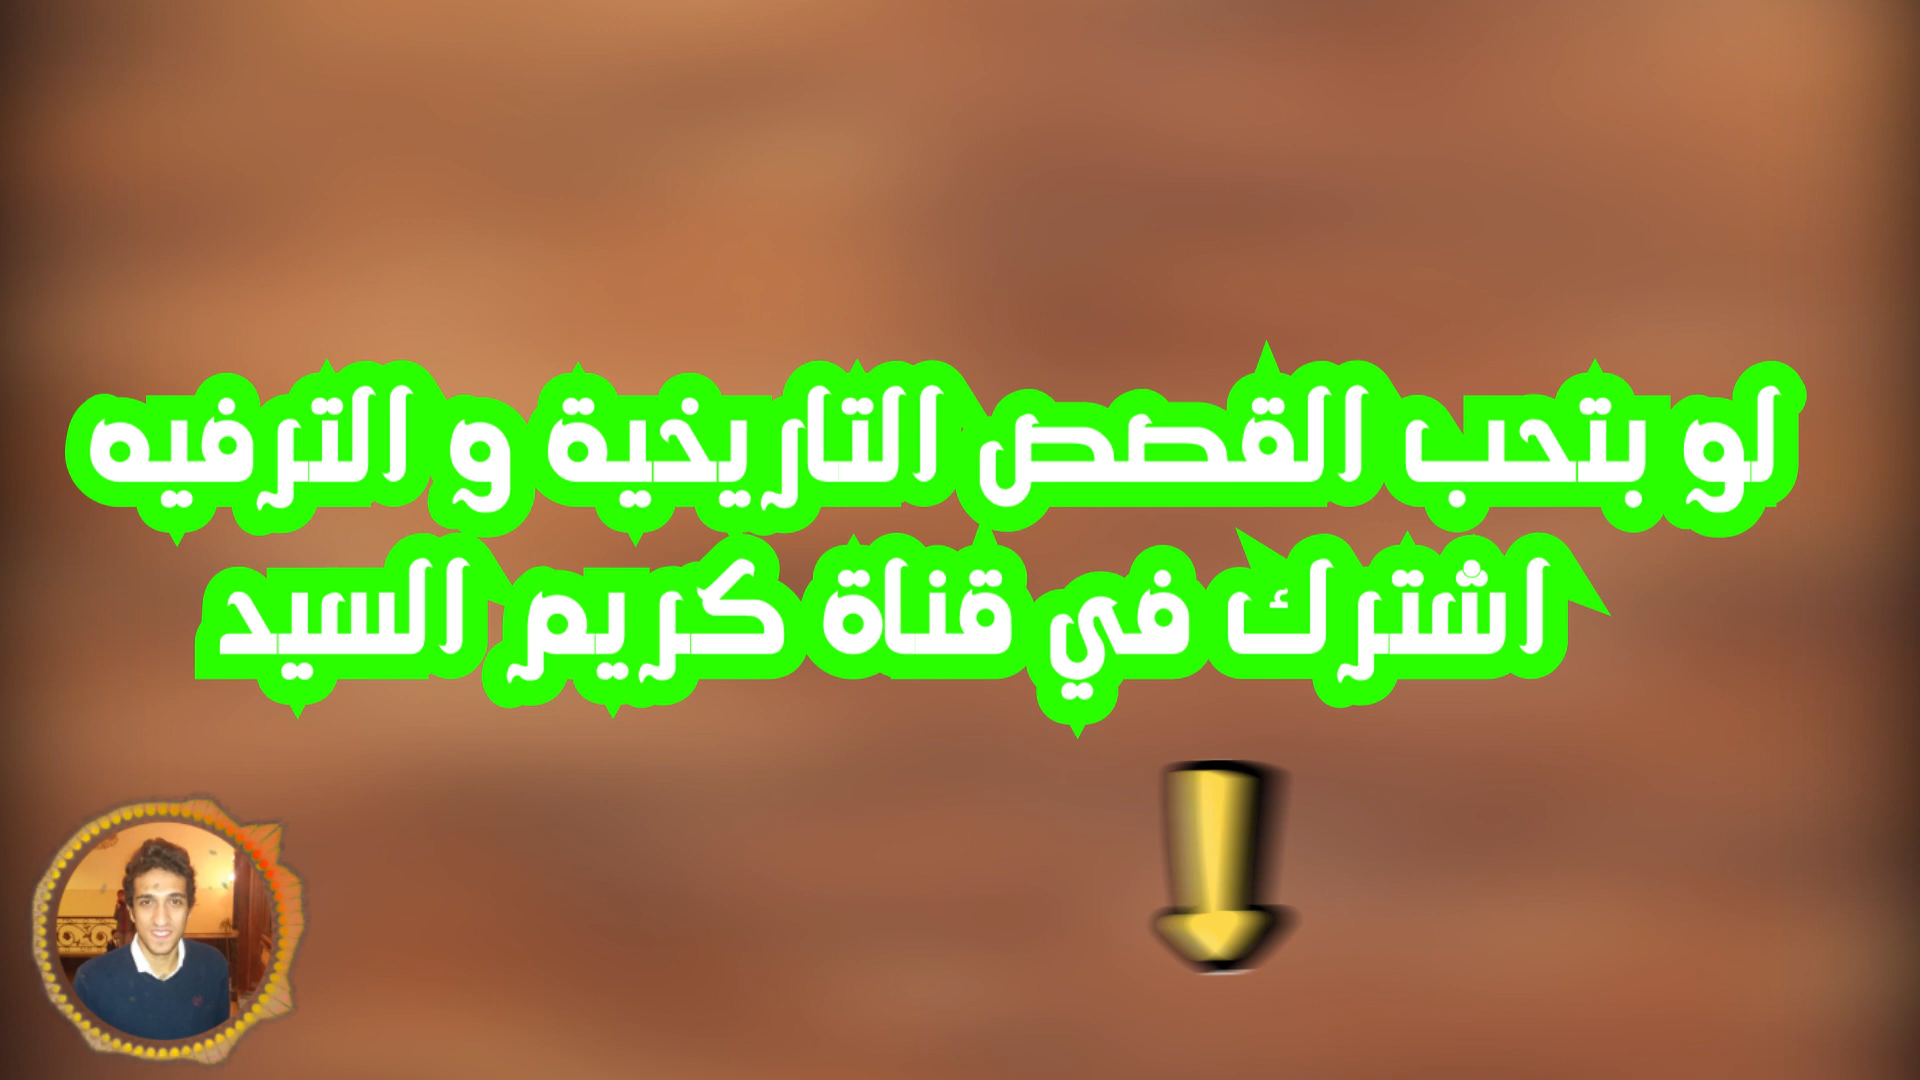 لو بتحب القصص التاريخية و الترفيه
اشترك في قناة كريم السيد